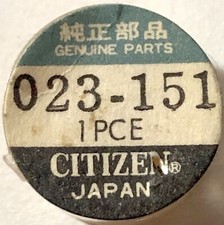 純正部品
GENUINE PARTS
023-151
1PCE
CITIZEN®
JAPAN